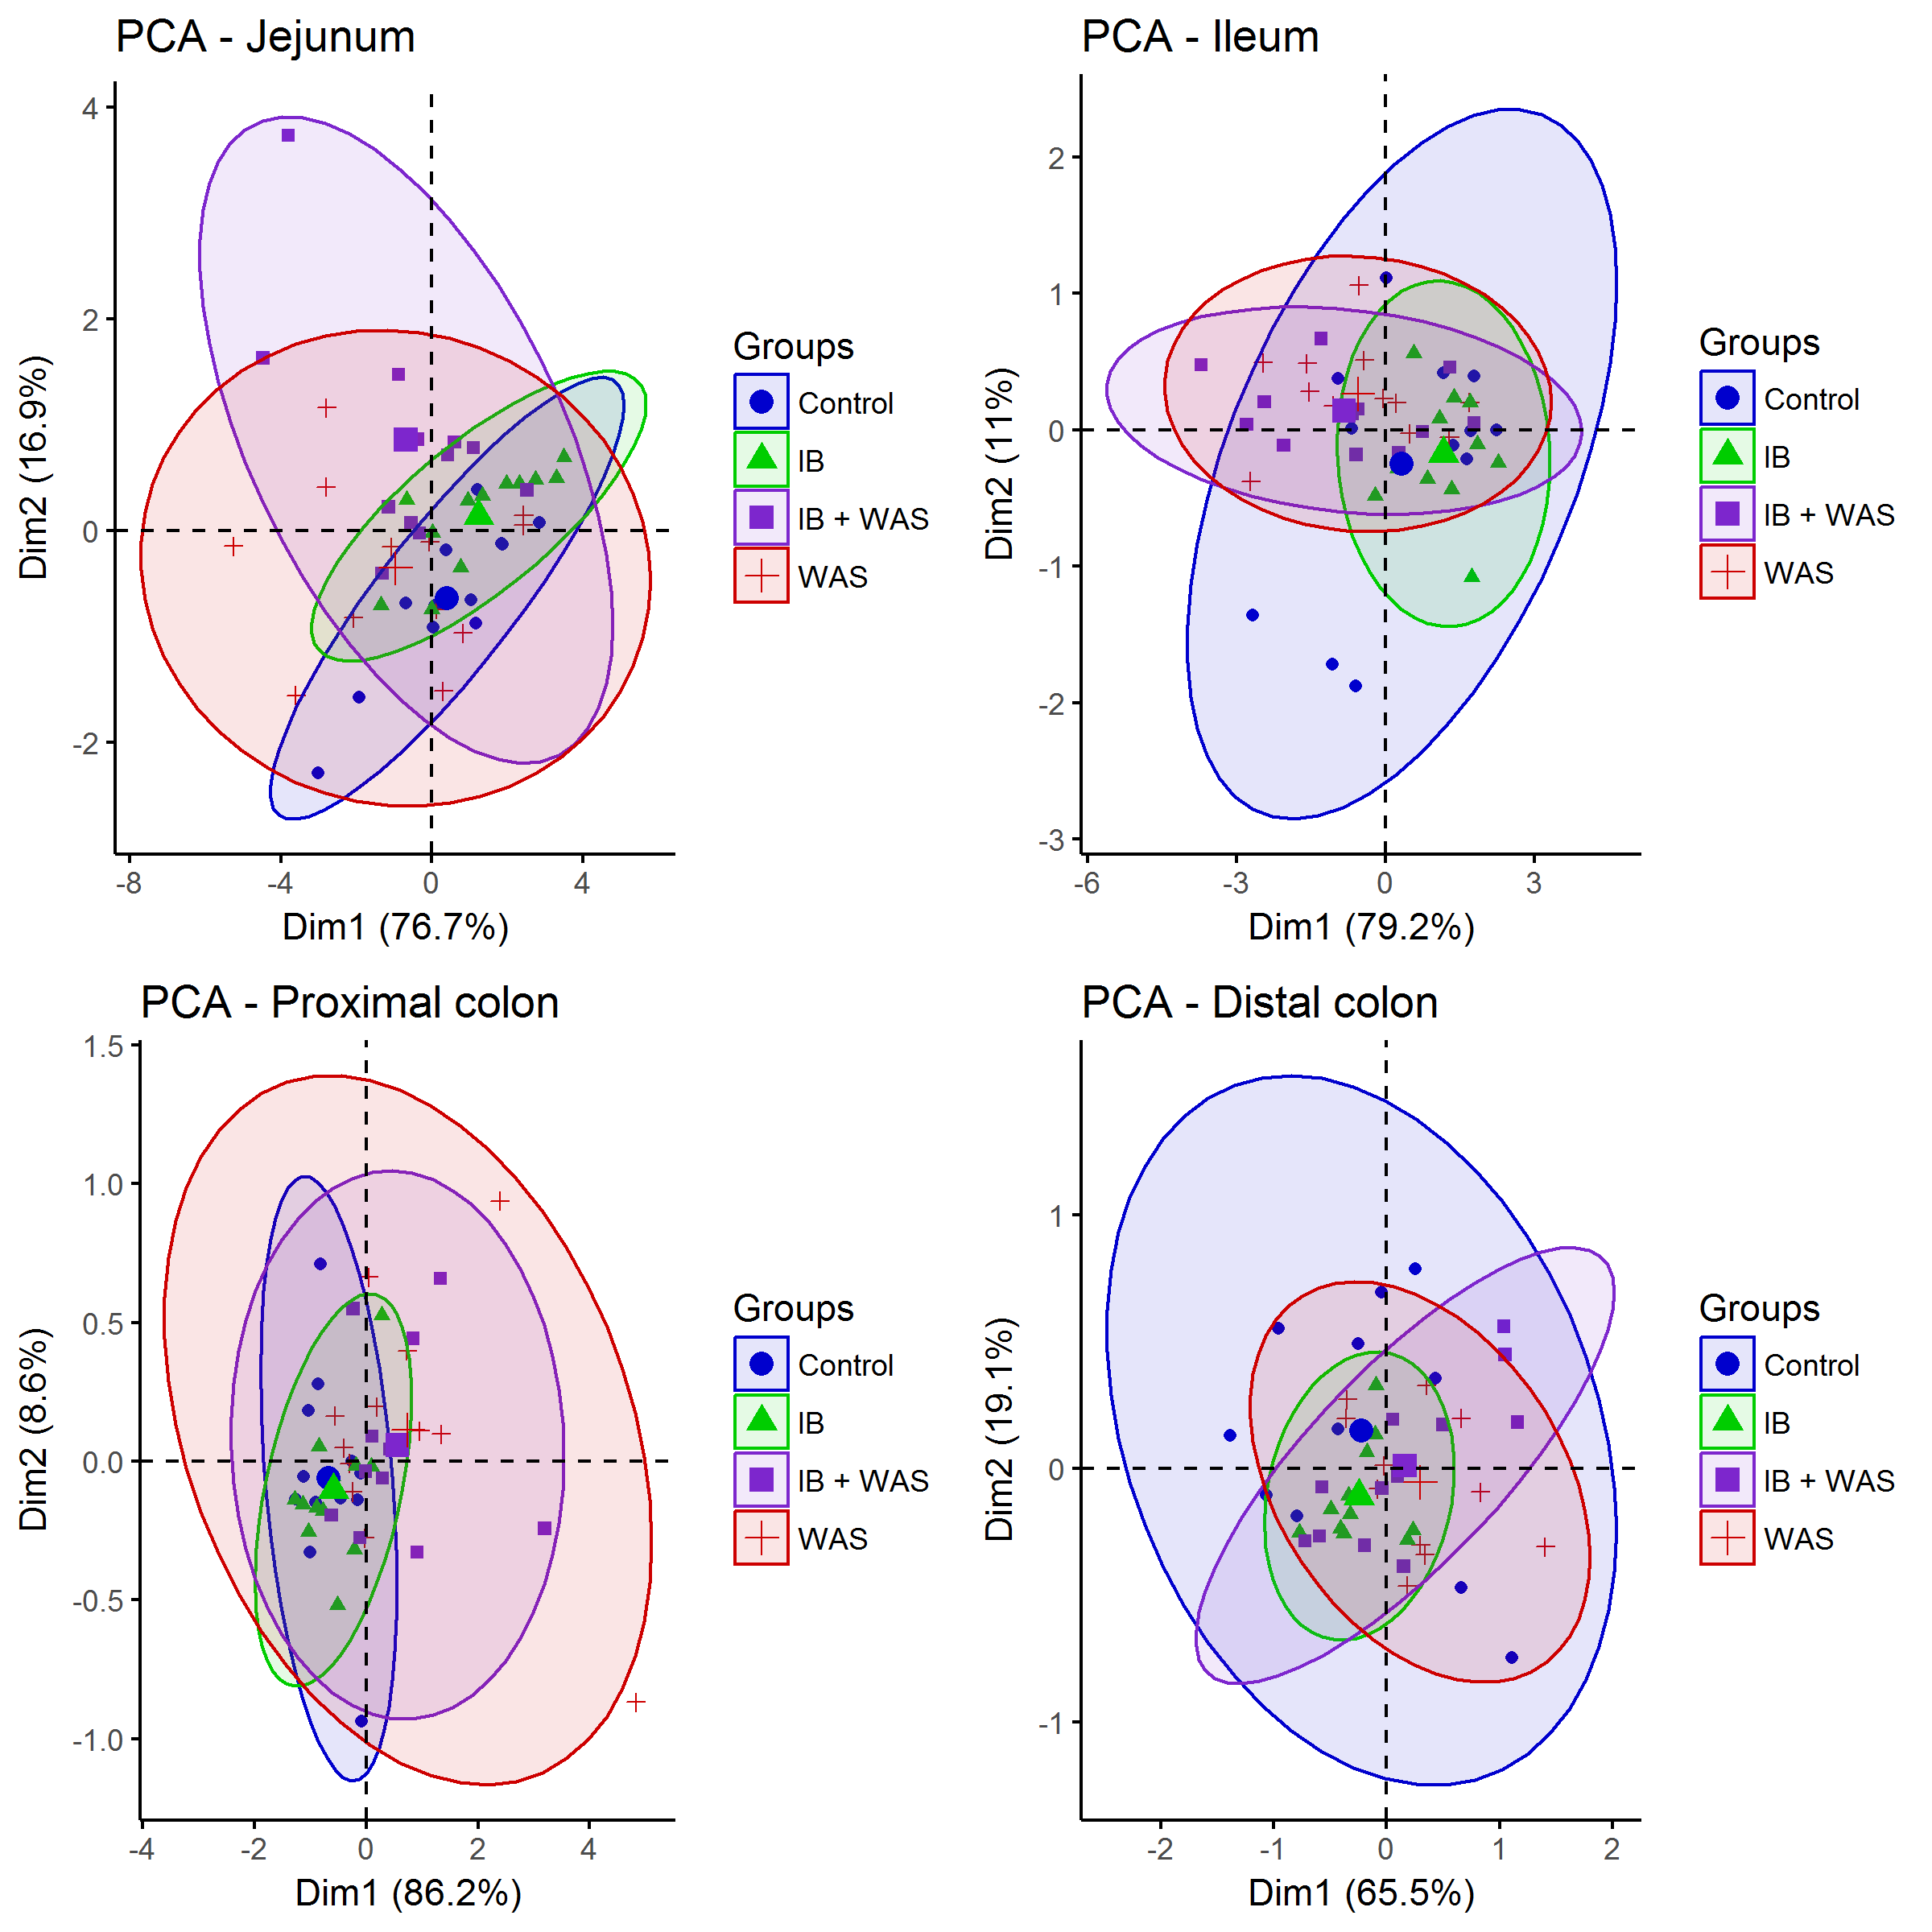 PCA - Jejunum
4
2
0
-2
Dim2 (16.9%)
-8
-4
0
4
Dim1 (76.7%)
Groups
Control
IB
IB + WAS
WAS
PCA - Ileum
2
1
0
-1
-2
-3
Dim2 (11%)
-6
-3
0
3
Dim1 (79.2%)
Groups
Control
IB
IB + WAS
WAS
PCA - Proximal colon
1.5
1.0
0.5
0.0
-0.5
-1.0
Dim2 (8.6%)
-4
-2
0
2
4
Dim1 (86.2%)
Groups
Control
IB
IB + WAS
WAS
PCA - Distal colon
1
0
-1
Dim2 (19.1%)
-2
-1
0
1
2
Dim1 (65.5%)
Groups
Control
IB
IB + WAS
WAS